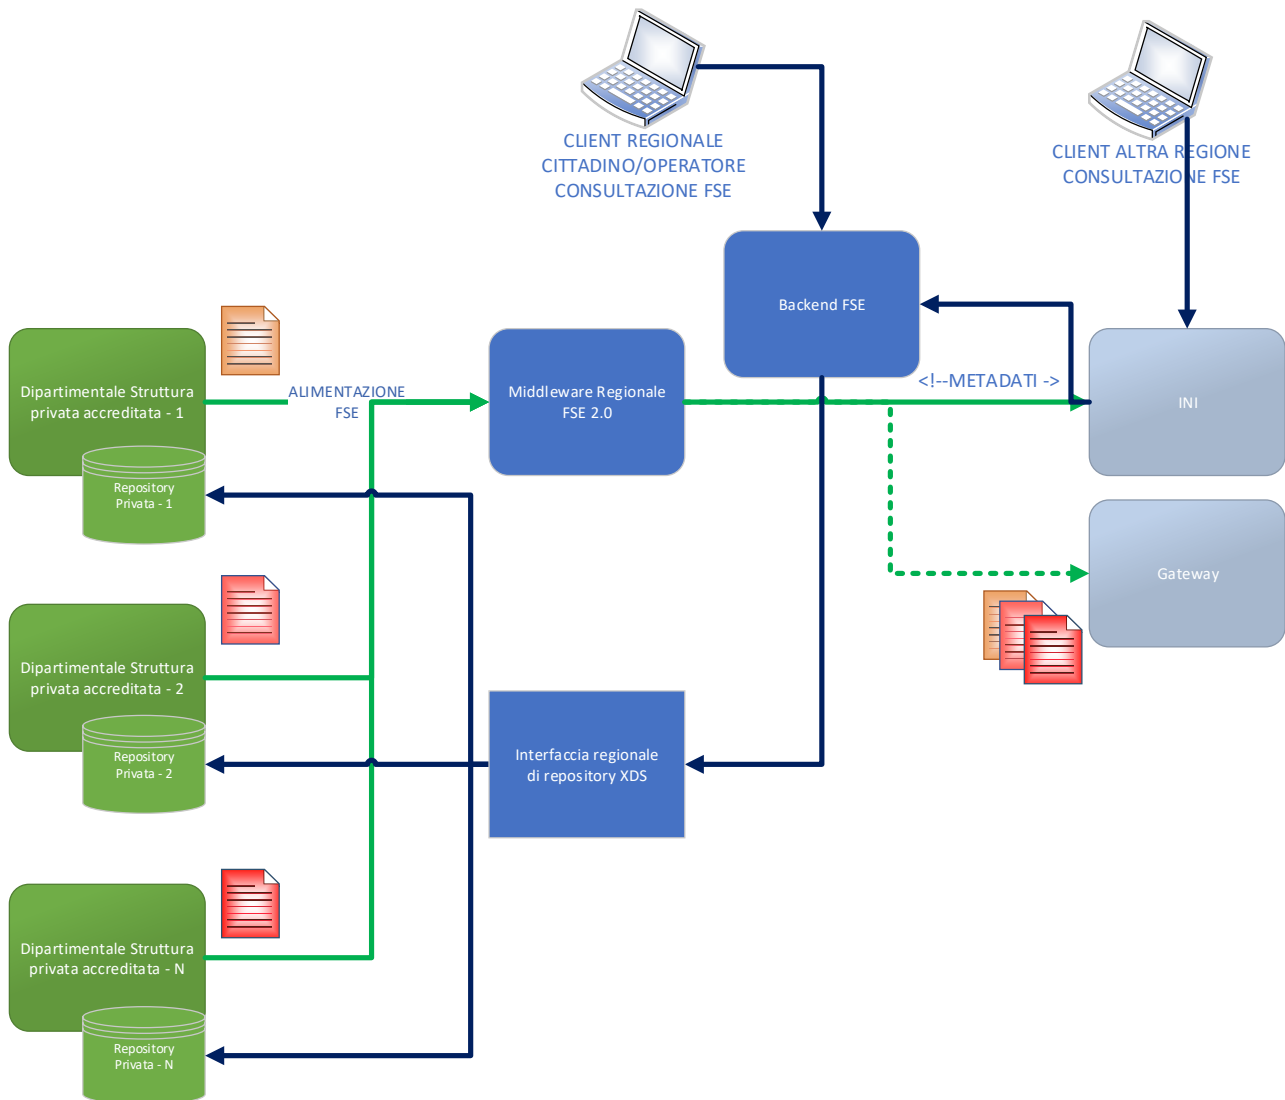 CLIENT REGIONALE
CITTADINO/OPERATORE
CONSULTAZIONE FSE
CLIENT ALTRA REGIONE
CONSULTAZIONE FSE
Backend FSE
Dipartimentale Struttura
privata accreditata - 1
ALIMENTAZIONE
FSE
Middleware Regionale
FSE 2.0
<!--METADATI ->
INI
Repository
Privata - 1
Gateway
Dipartimentale Struttura
privata accreditata - 2
Repository
Privata - 2
Interfaccia regionale
di repository XDS
Dipartimentale Struttura
privata accreditata - N
Repository
Privata - N